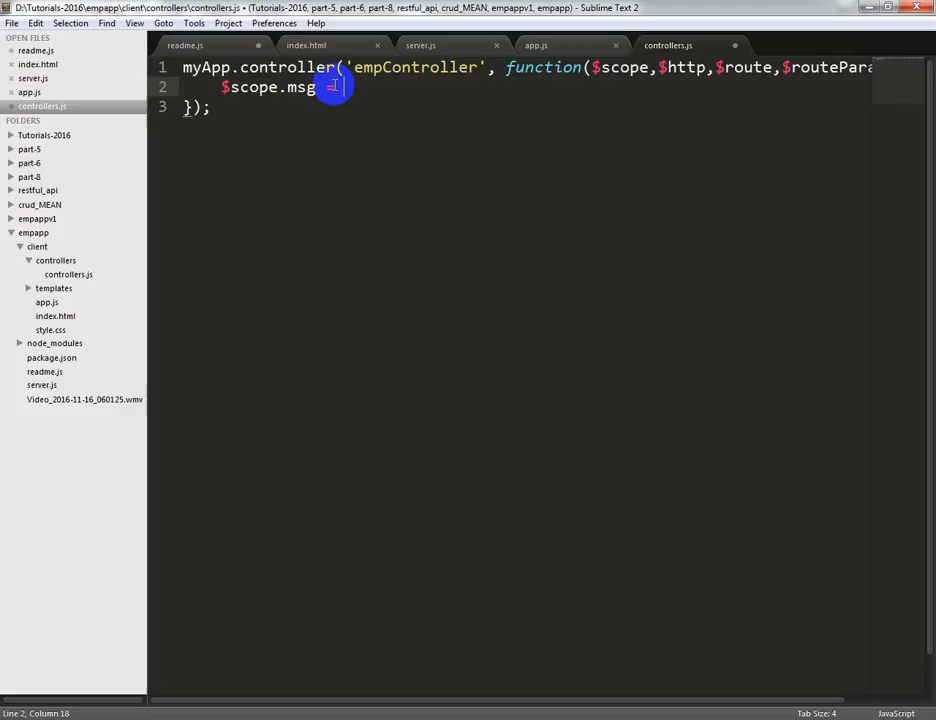 D:\Tutorials-2016\empapp\client\controllers\controllers.js • (Tutorials-2016, part-5, part-6, part-8, restful_api, crud_MEAN, empappv1, empapp) - Sublime Text 2
File Edit Selection Find View Goto Tools Project Preferences Help
OPEN FILES
readme.js
index.html
server.js
app.js
controllers.js
FOLDERS
Tutorials-2016
part-5
part-6
part-8
restful_api
crud_MEAN
empappv1
empapp
client
controllers
controllers.js
templates
app.js
index.html
style.css
node_modules
package.json
readme.js
server.js
Video_2016-11-16_060125.wmv
readme.js index.html server.js app.js controllers.js
1 myApp.controller('empController', function($scope,$http,$route,$routePara
2 $scope.msg =
3 });
Line 2, Column 18 Tab Size: 4 JavaScript